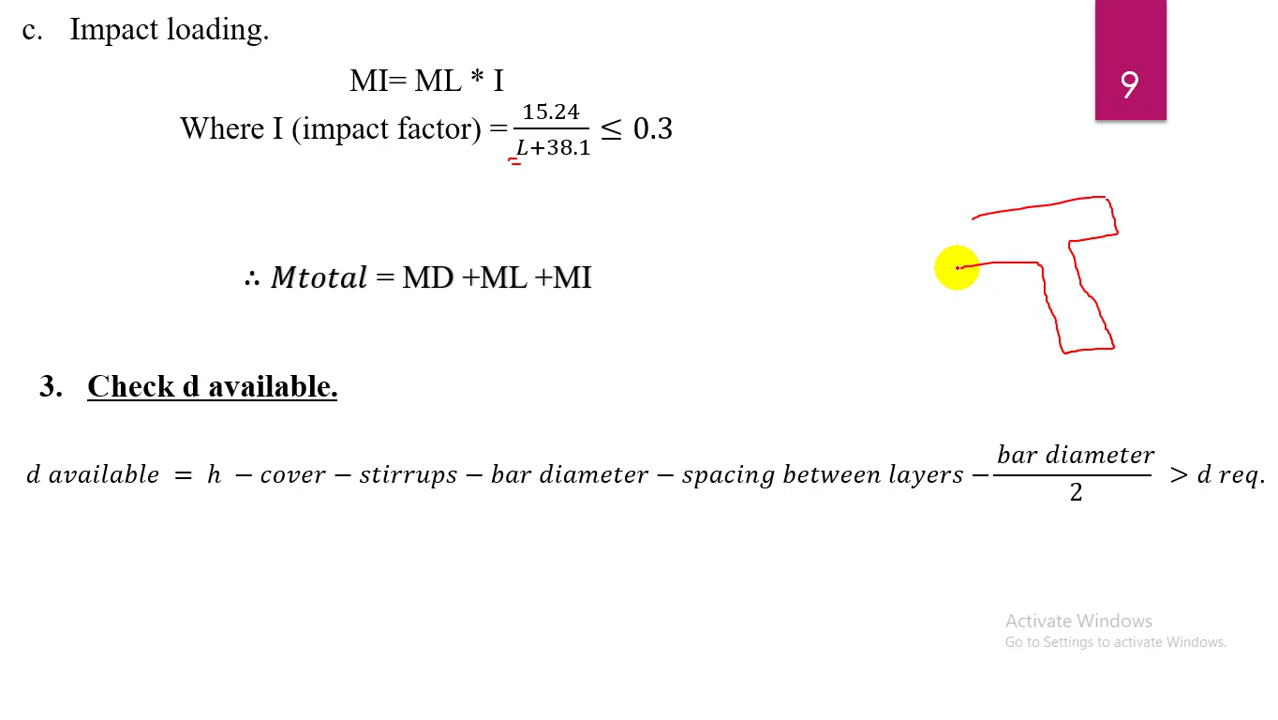 c. Impact loading.
9
MI= ML * I
Where I (impact factor) = \frac{15.24}{L+38.1} ≤ 0.3
∴ Mtotal = MD +ML +MI
3. Check d available.
d available = h − cover − stirrups − bar diameter − spacing between layers − \frac{bar diameter}{2} > d req.
Activate Windows
Go to Settings to activate Windows.